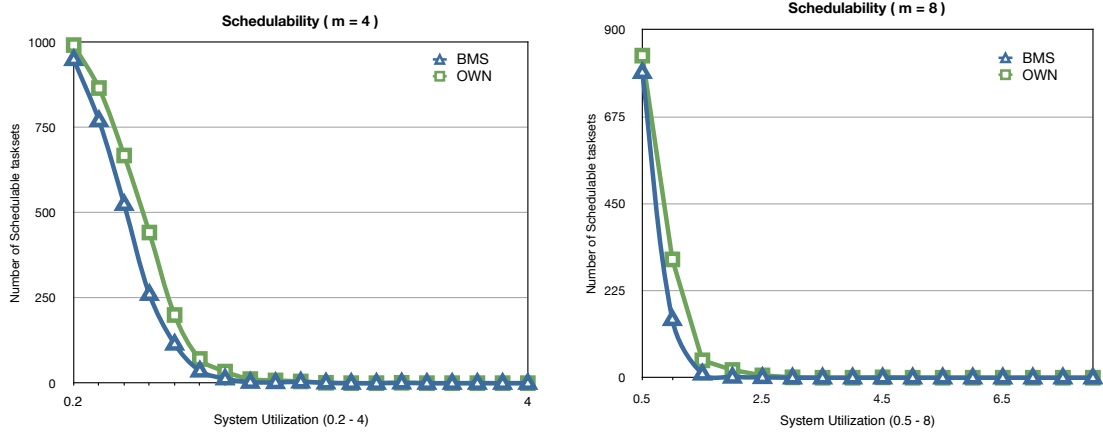 Schedulability ( m = 4 )
BMS
OWN
1000
750
500
250
0
Number of Schedulable tasksets
0.2
4
System Utilization (0.2 - 4)
Schedulability ( m = 8 )
BMS
OWN
900
675
450
225
0
Number of Schedulable tasksets
0.5
2.5
4.5
6.5
System Utilization (0.5 - 8)